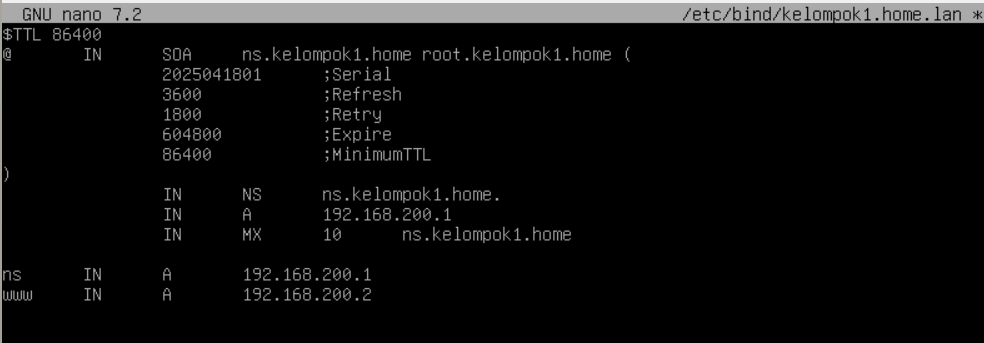 GNU nano 7.2 /etc/bind/kelompok1.home.lan *
$TTL 86400
@ IN SOA ns.kelompok1.home root.kelompok1.home (
2025041801 ;Serial
3600 ;Refresh
1800 ;Retry
604800 ;Expire
86400 ;MinimumTTL
)
IN NS ns.kelompok1.home.
IN A 192.168.200.1
IN MX 10 ns.kelompok1.home
ns IN A 192.168.200.1
www IN A 192.168.200.2